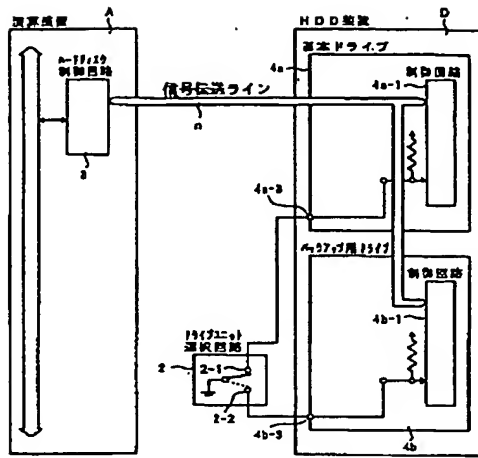 演算装置
A
HDD装置
D
ハードディスク
制御回路
3
信号伝送ライン
n
基本ドライブ
4a
制御回路
4a-1
4a-3
バックアップ用ドライブ
制御回路
4b-1
ドライブユニット
選択回路
2
2-1
2-2
4b-3
4b